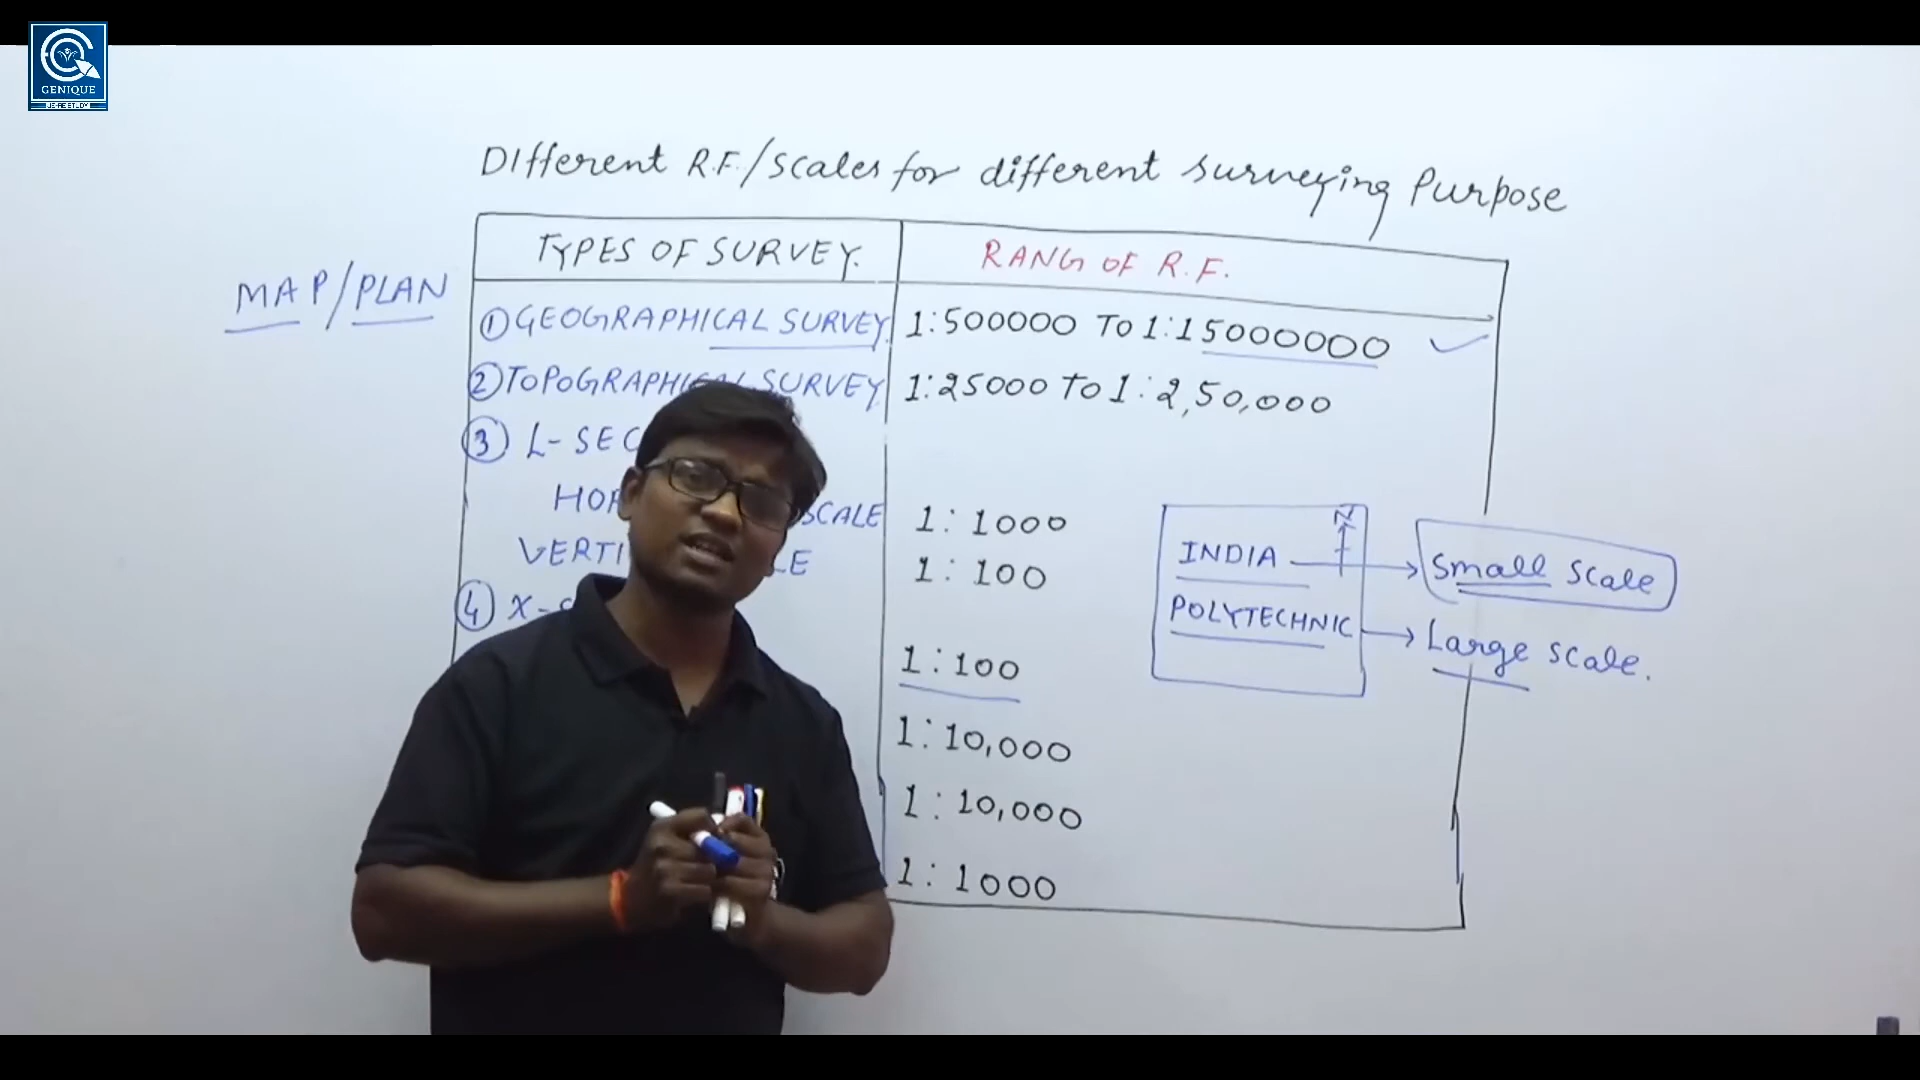 GENIQUE
Different R.F./Scales for different surveying Purpose
TYPES OF SURVEY.
RANG OF R.F.
MAP/PLAN
① GEOGRAPHICAL SURVEY.
1:500000 To 1:15000000 ✓
② TOPOGRAPHICAL SURVEY.
1:25000 To 1:2,50,000
③ L-SEC
HOR SCALE
1:1000
VERTI LE
1:100
④ X-
1:100
1:10,000
1:10,000
1:1000
N
INDIA → Small Scale
POLYTECHNIC → Large Scale.